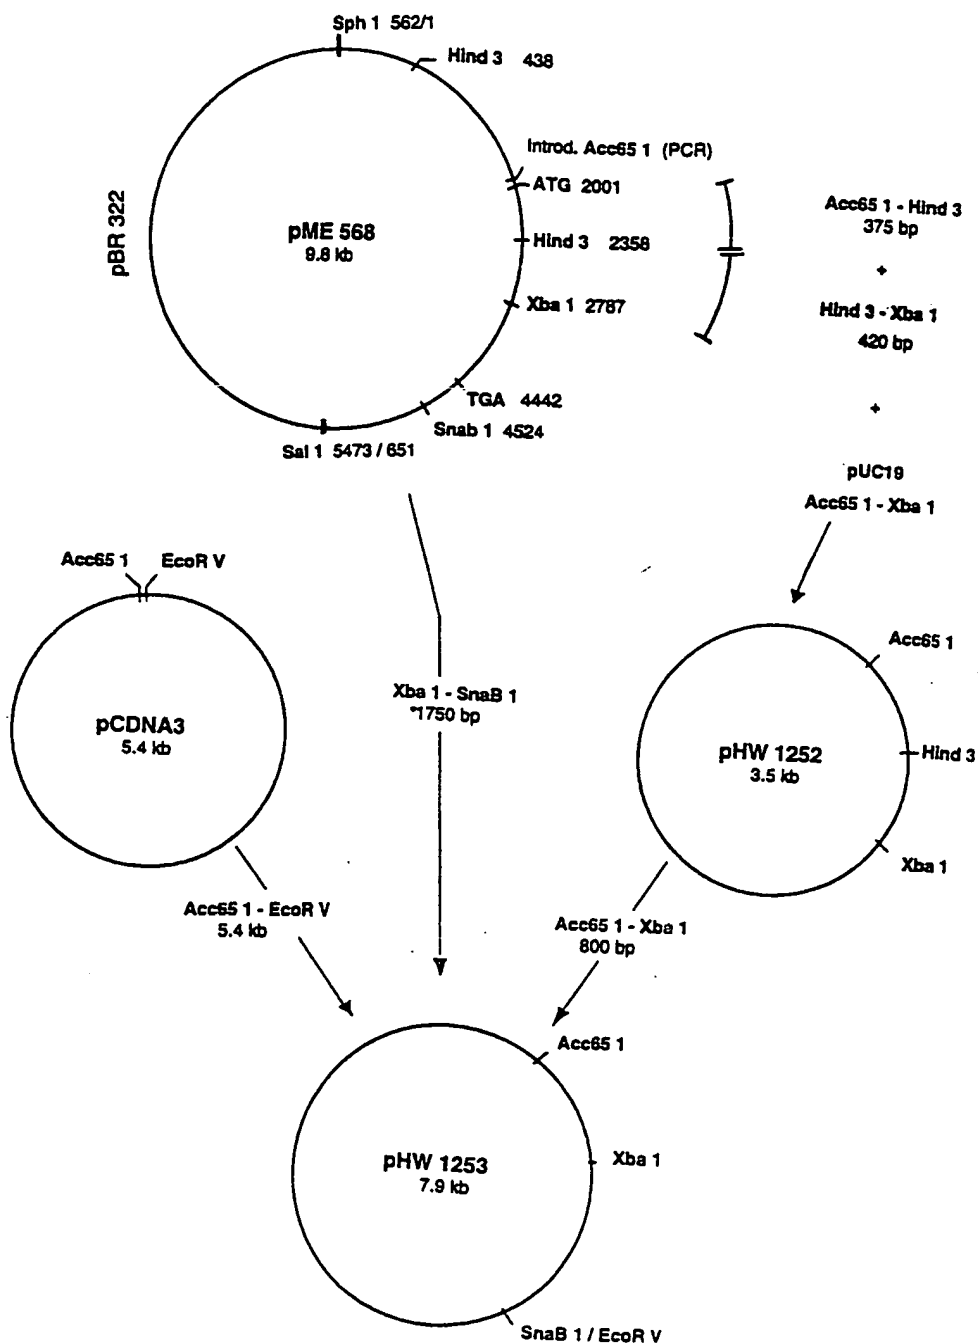 Sph 1 562/1
Hind 3 438
Introd. Acc65 1 (PCR)
ATG 2001
pBR 322
pME 568
9.8 kb
Hind 3 2358
Xba 1 2787
TGA 4442
Snab 1 4524
Sal 1 5473 / 651
Acc65 1 - Hind 3
375 bp
+
Hind 3 - Xba 1
420 bp
+
pUC19
Acc65 1 - Xba 1
Acc65 1 EcoR V
pCDNA3
5.4 kb
Xba 1 - SnaB 1
~1750 bp
Acc65 1
pHW 1252
3.5 kb
Hind 3
Xba 1
Acc65 1 - EcoR V
5.4 kb
Acc65 1 - Xba 1
800 bp
Acc65 1
pHW 1253
7.9 kb
Xba 1
SnaB 1 / EcoR V